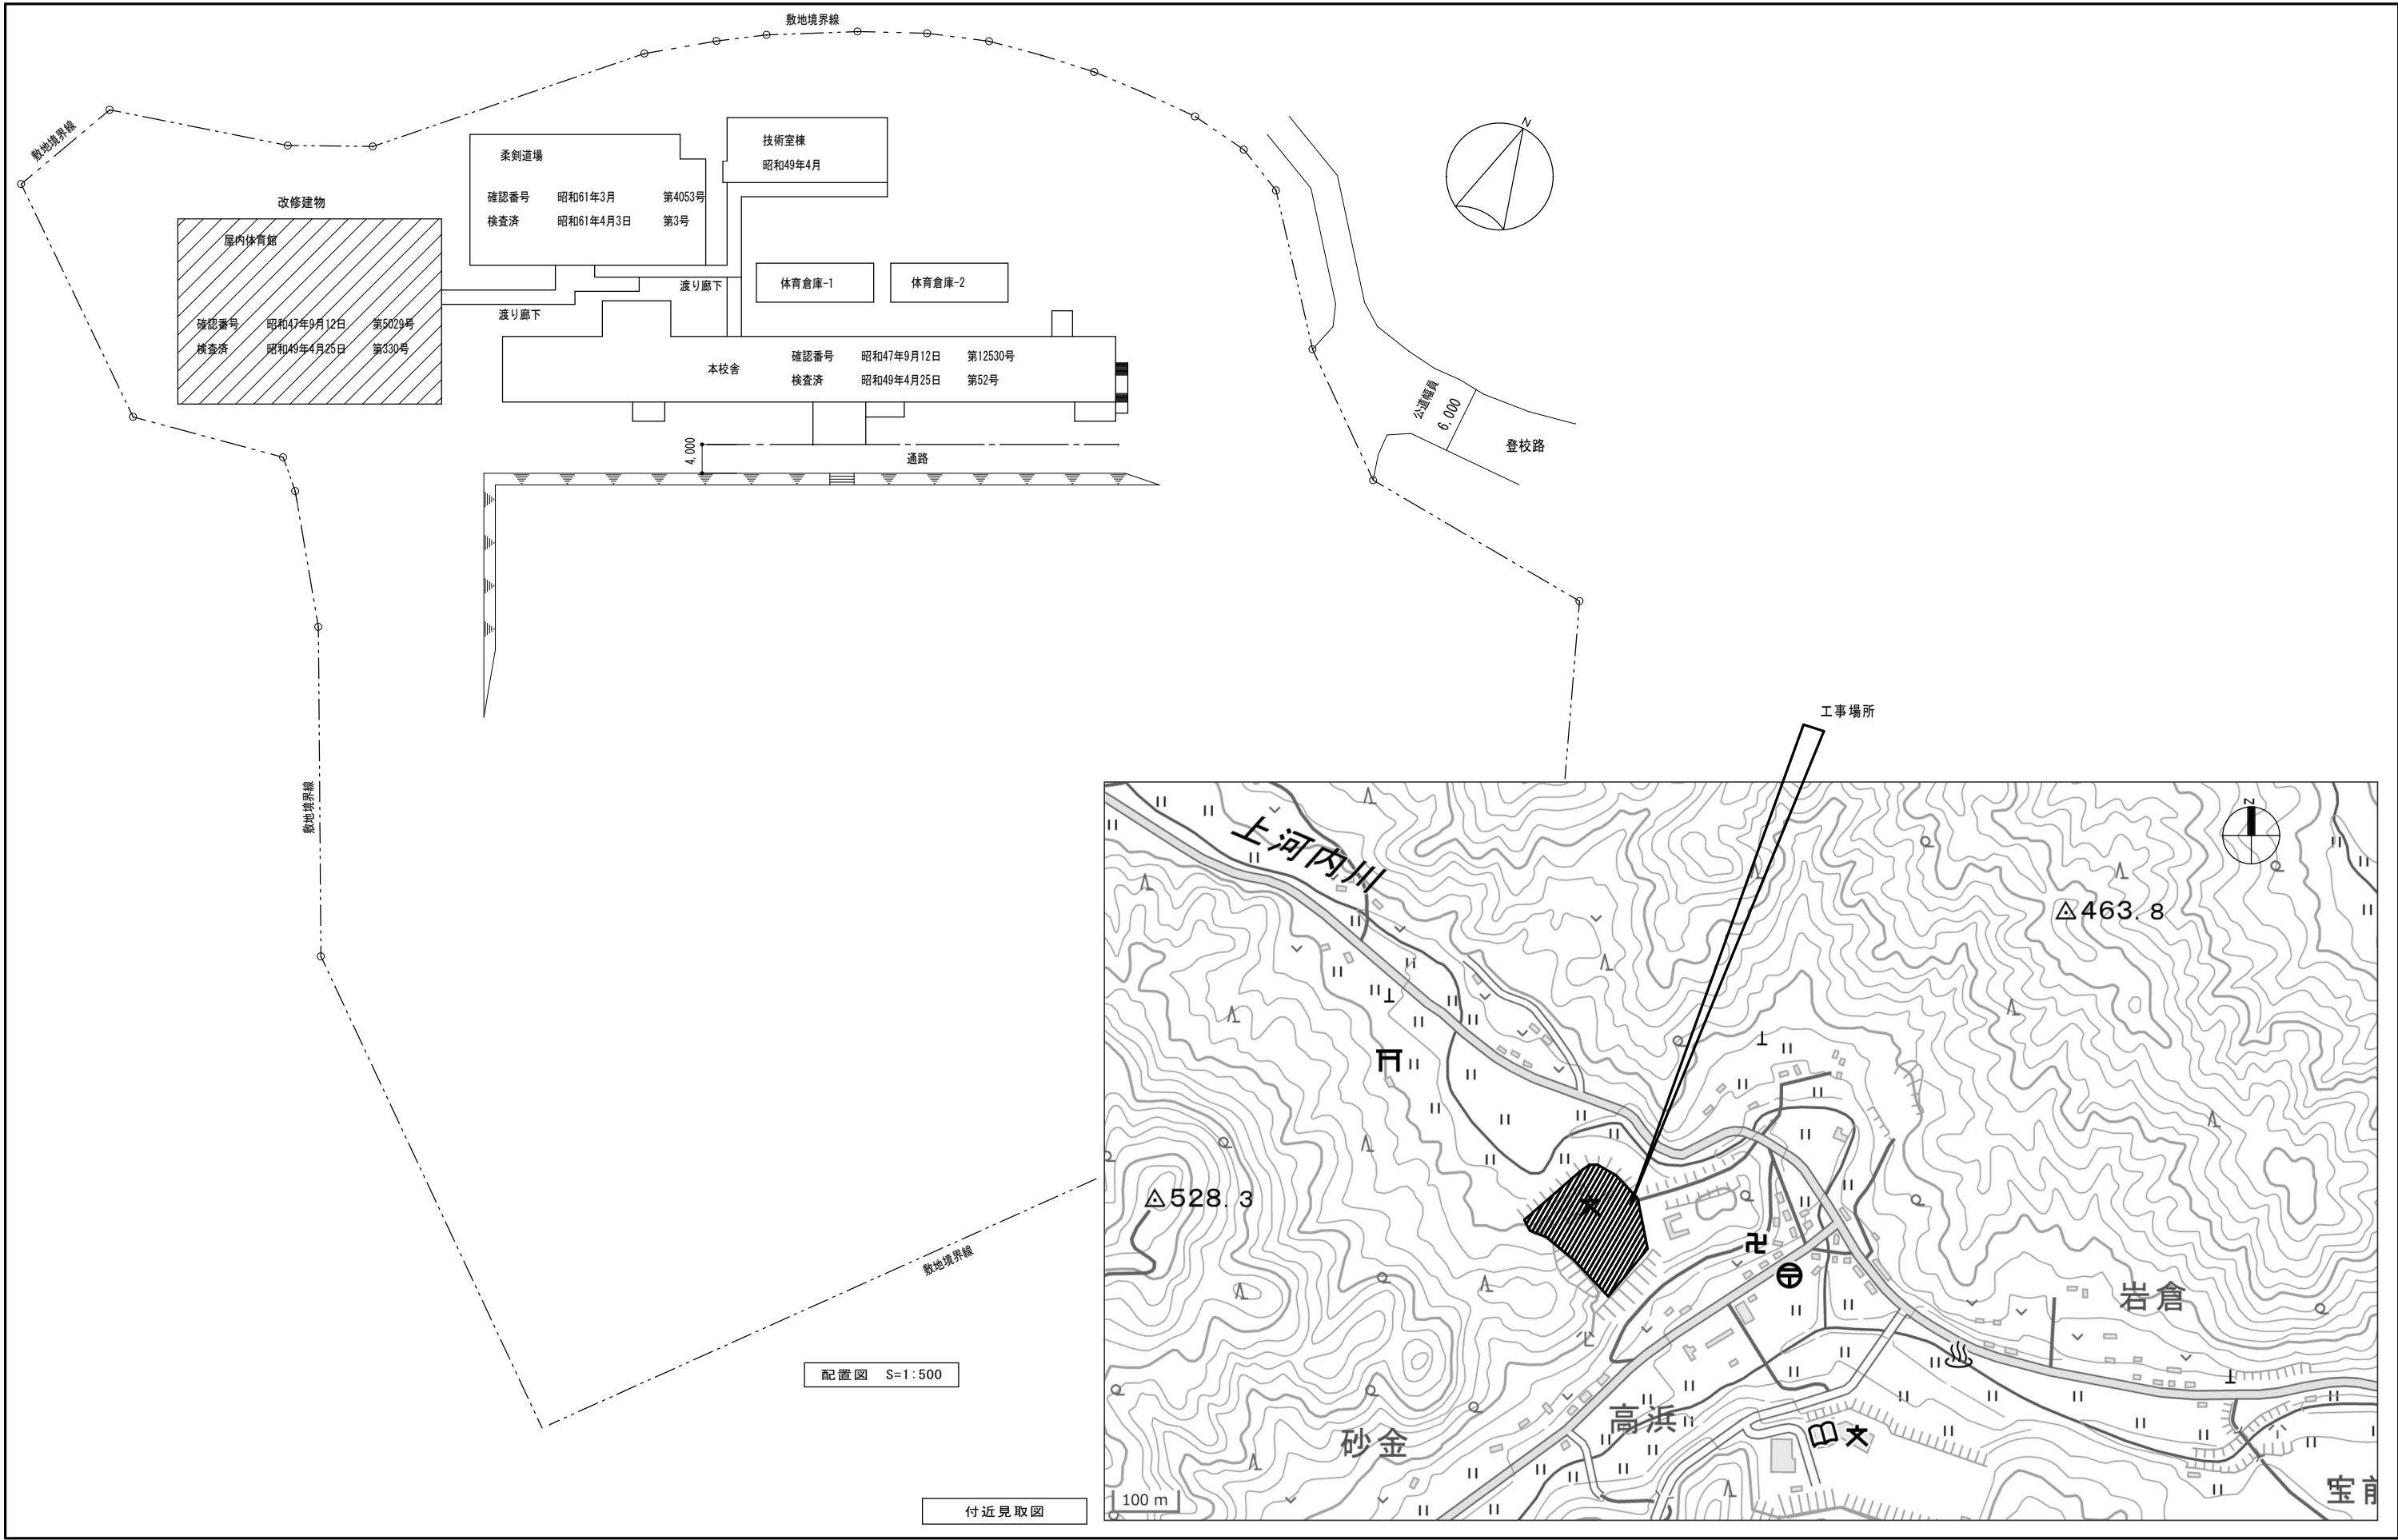 敷地境界線
敷地境界線
N
改修建物
屋内体育館
確認番号 昭和47年9月12日 第5029号
検査済 昭和49年4月25日 第330号
柔剣道場
確認番号 昭和61年3月 第4053号
検査済 昭和61年4月3日 第3号
技術室棟
昭和49年4月
渡り廊下
渡り廊下
体育倉庫-1
体育倉庫-2
本校舎
確認番号 昭和47年9月12日 第12530号
検査済 昭和49年4月25日 第52号
4,000
通路
公道幅員
6,000
登校路
敷地境界線
敷地境界線
配置図 S=1:500
工事場所
上河内川
N
463.8
528.3
岩倉
高浜
砂金
文
文
宝前
100 m
付近見取図